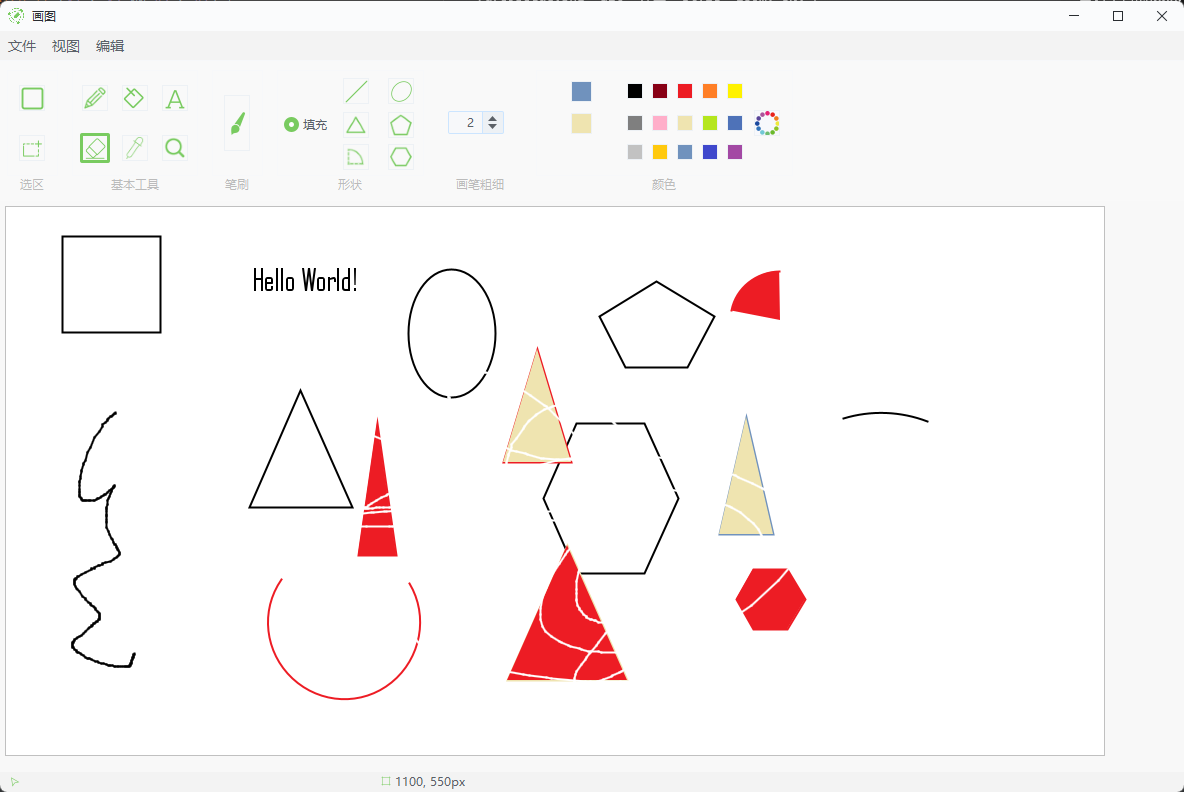 画图
文件 视图 编辑
填充
2
选区 基本工具 笔刷 形状 画笔粗细 颜色
Hello World!
1100, 550px